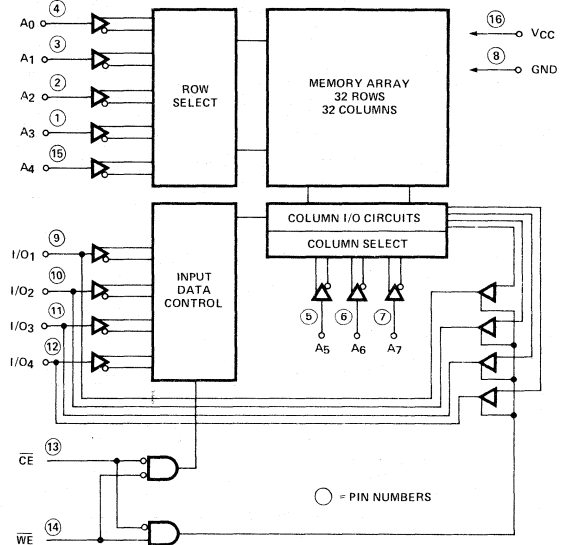 A0 4
A1 3
A2 2
A3 1
A4 15
ROW SELECT
MEMORY ARRAY
32 ROWS
32 COLUMNS
16 VCC
8 GND
COLUMN I/O CIRCUITS
COLUMN SELECT
I/O1 9
I/O2 10
I/O3 11
I/O4 12
INPUT
DATA
CONTROL
5 6 7
A5 A6 A7
CE 13
WE 14
= PIN NUMBERS